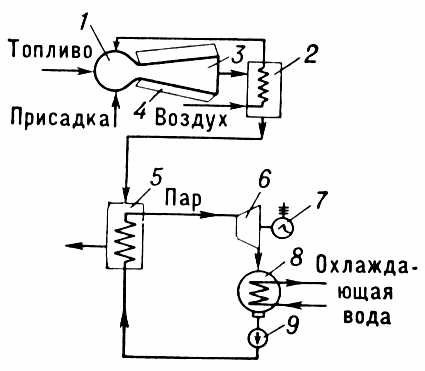 1
Топливо
3
2
Присадка
4
Воздух
5
Пар
6
7
8
Охлажда-
ющая
вода
9